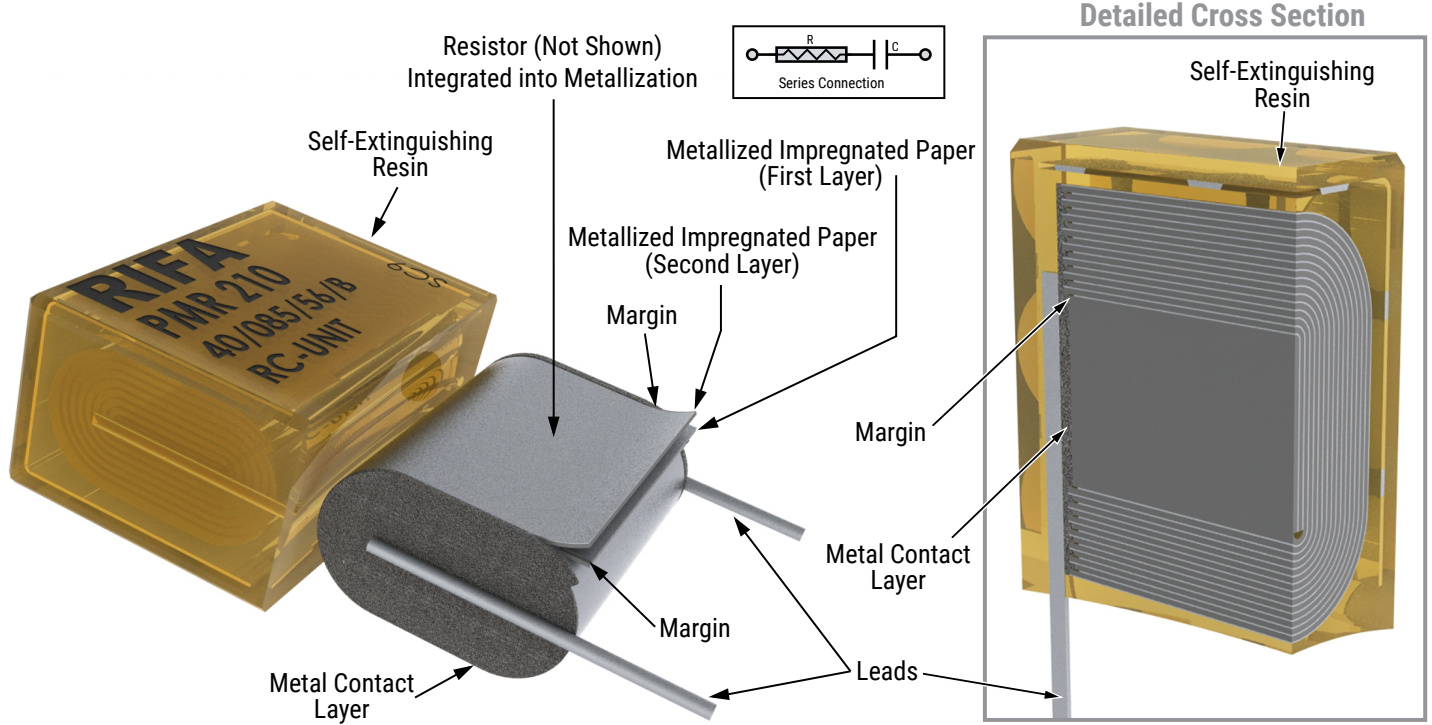 Detailed Cross Section
Resistor (Not Shown)
Integrated into Metallization
R
C
Series Connection
Self-Extinguishing
Resin
Self-Extinguishing
Resin
Metallized Impregnated Paper
(First Layer)
Metallized Impregnated Paper
(Second Layer)
Margin
RIFA
PMR 210
40/085/56/B
RC-UNIT
Margin
Metal Contact
Layer
Margin
Leads
Metal Contact
Layer